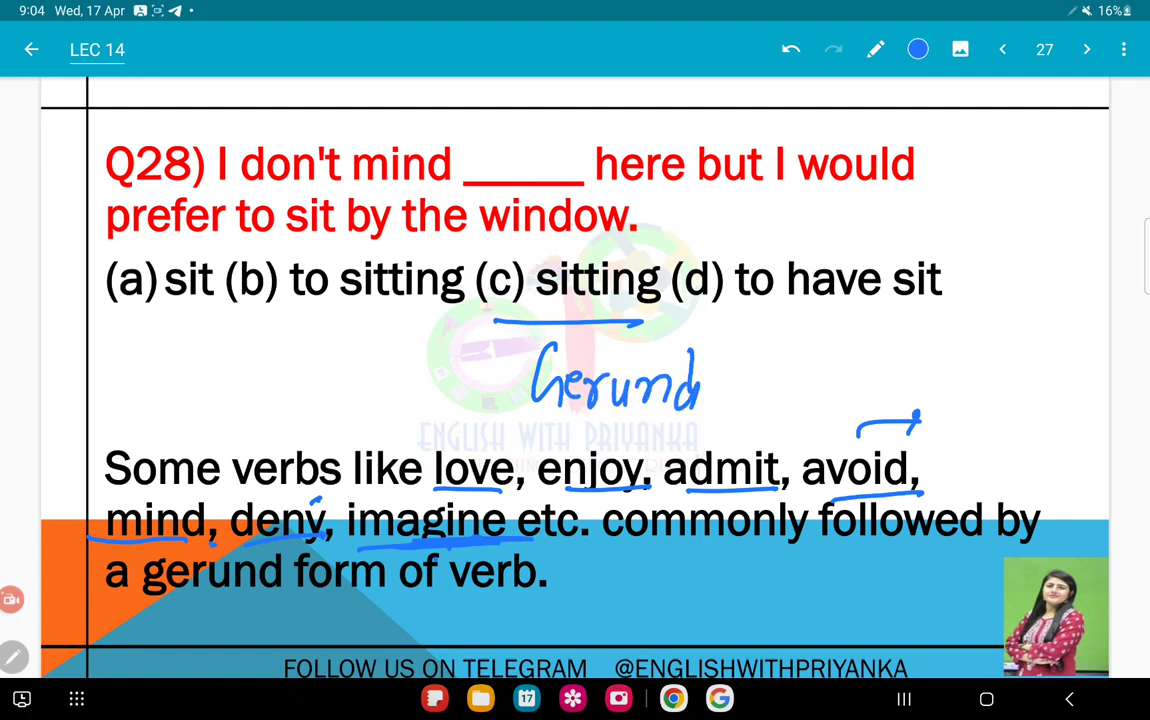 9:04 Wed, 17 Apr 16%
LEC 14 27
Q28) I don't mind _____ here but I would
prefer to sit by the window.
(a) sit (b) to sitting (c) sitting (d) to have sit
Gerund
ENGLISH WITH PRIYANKA
Some verbs like love, enjoy, admit, avoid,
mind, deny, imagine etc. commonly followed by
a gerund form of verb.
FOLLOW US ON TELEGRAM @ENGLISHWITHPRIYANKA
17